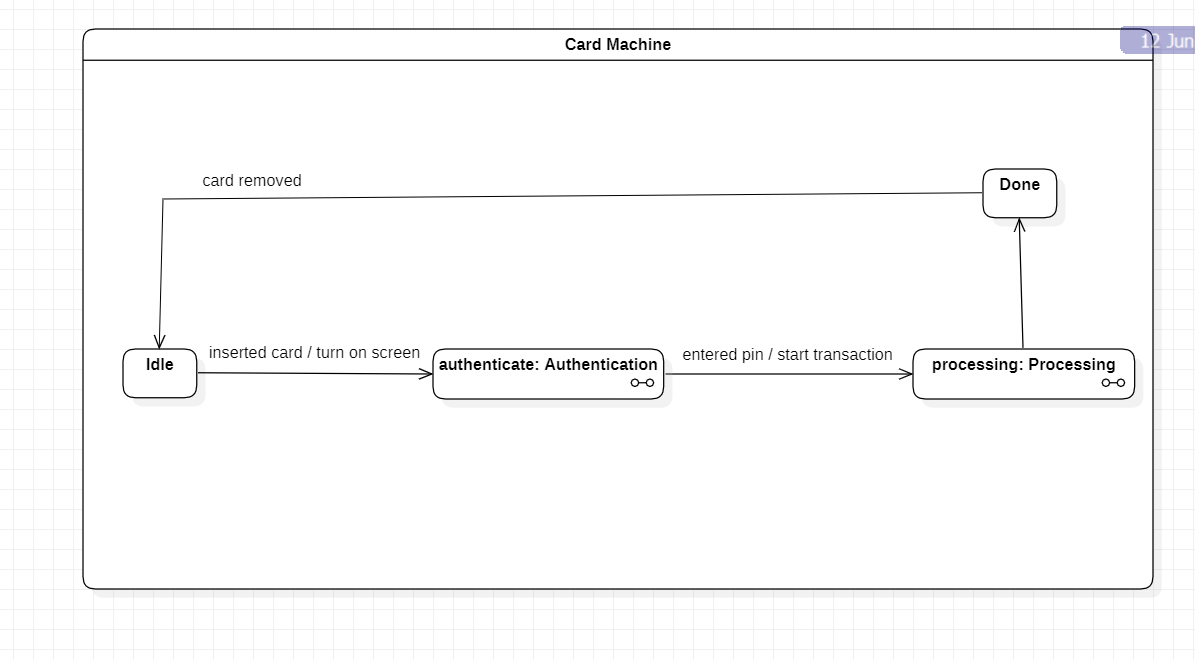 Card Machine
12 Jun
card removed
Done
Idle
inserted card / turn on screen
authenticate: Authentication
entered pin / start transaction
processing: Processing